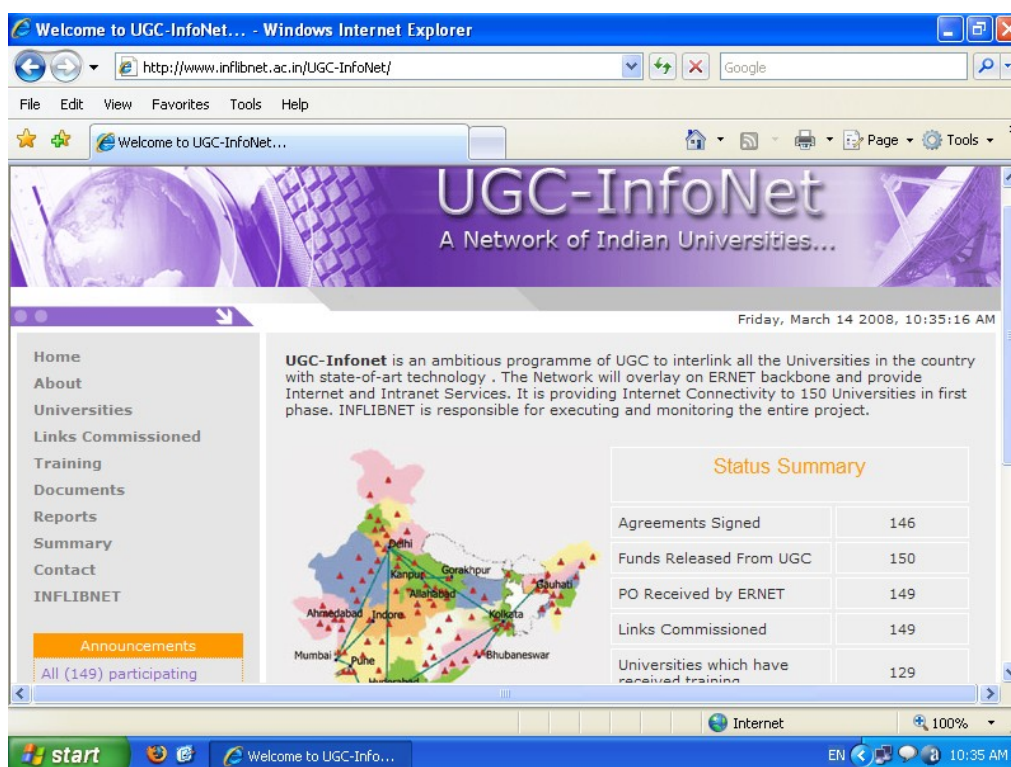 Welcome to UGC-InfoNet... - Windows Internet Explorer
http://www.inflibnet.ac.in/UGC-InfoNet/
Google
File Edit View Favorites Tools Help
Welcome to UGC-InfoNet...
Page Tools
UGC-InfoNet
A Network of Indian Universities...
Friday, March 14 2008, 10:35:16 AM
Home
About
Universities
Links Commissioned
Training
Documents
Reports
Summary
Contact
INFLIBNET
Announcements
All (149) participating
UGC-Infonet is an ambitious programme of UGC to interlink all the Universities in the country
with state-of-art technology . The Network will overlay on ERNET backbone and provide
Internet and Intranet Services. It is providing Internet Connectivity to 150 Universities in first
phase. INFLIBNET is responsible for executing and monitoring the entire project.
Delhi
Kanpur
Gorakhpur
Allahabad
Gauhati
Ahmedabad
Indore
Kolkata
Mumbai
Pune
Bhubaneswar
Hyderabad
Status Summary
Agreements Signed 146
Funds Released From UGC 150
PO Received by ERNET 149
Links Commissioned 149
Universities which have
received training 129
Internet 100%
start
Welcome to UGC-Info...
EN 10:35 AM